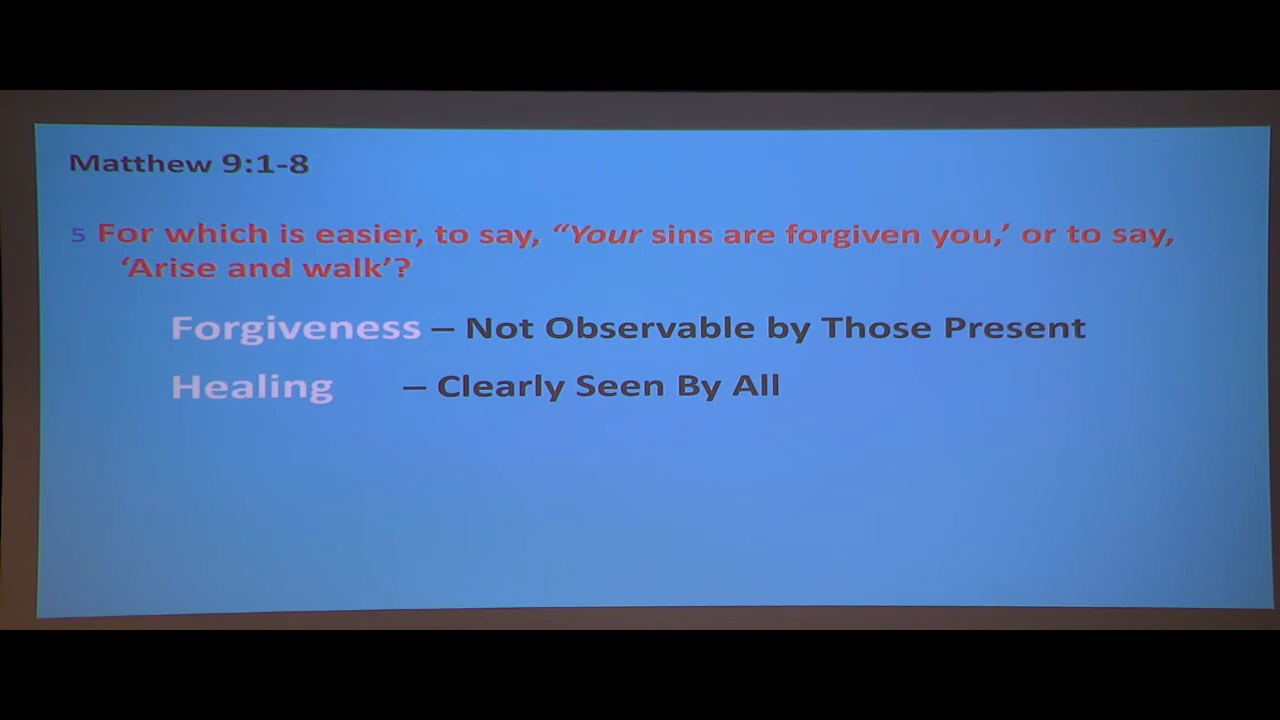 Matthew 9:1-8
5 For which is easier, to say, “Your sins are forgiven you,’ or to say,
‘Arise and walk’?
Forgiveness – Not Observable by Those Present
Healing – Clearly Seen By All